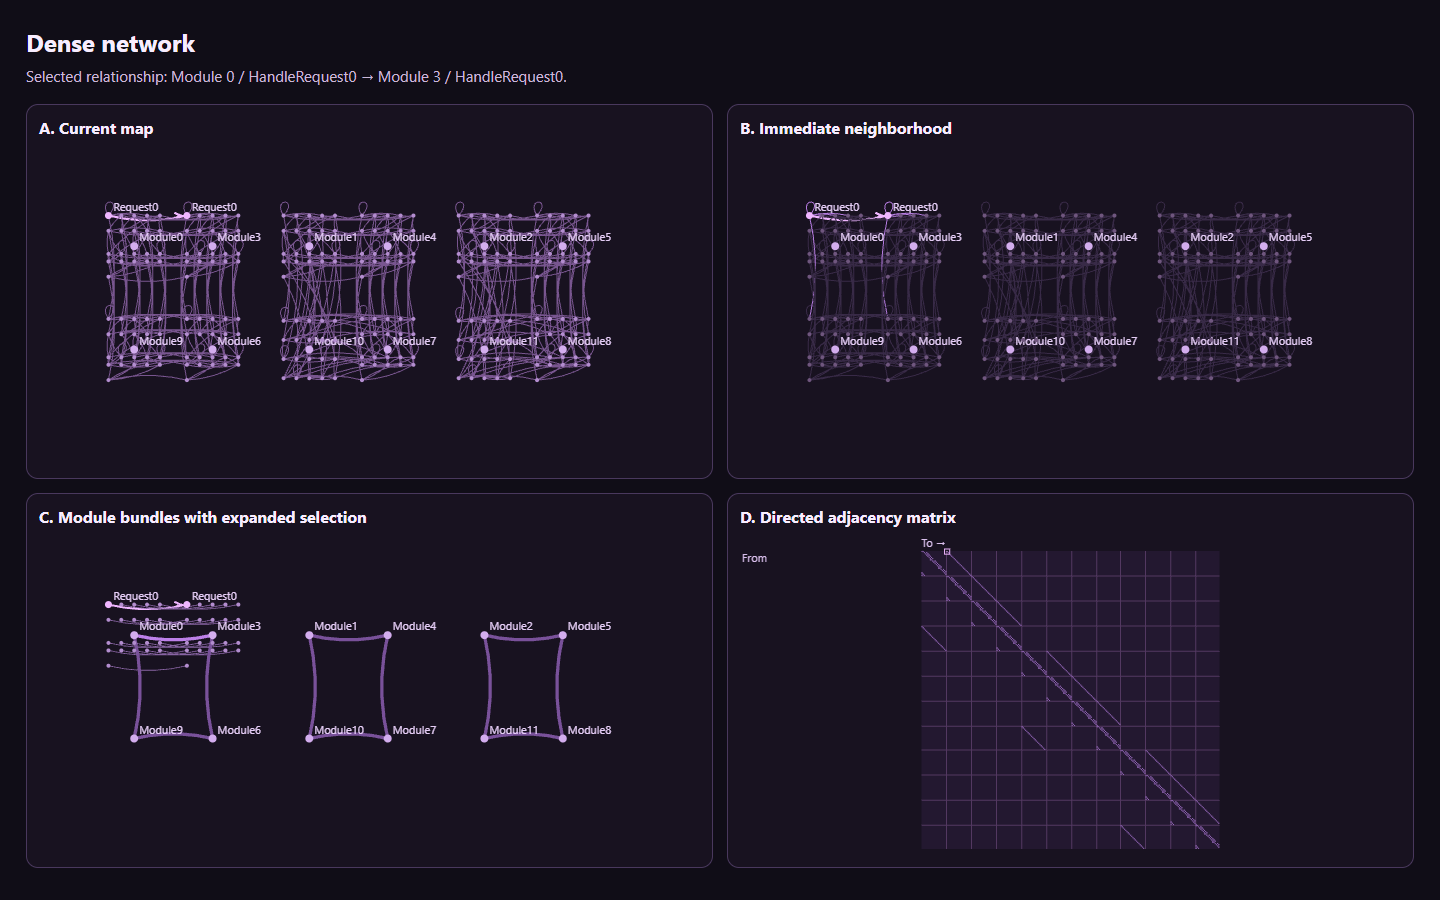 Dense network
Selected relationship: Module 0 / HandleRequest0 → Module 3 / HandleRequest0.
A. Current map
Request0 Request0
Module0 Module3 Module1 Module4 Module2 Module5
Module9 Module6 Module10 Module7 Module11 Module8
B. Immediate neighborhood
Request0 Request0
Module0 Module3 Module1 Module4 Module2 Module5
Module9 Module6 Module10 Module7 Module11 Module8
C. Module bundles with expanded selection
Request0 Request0
Module0 Module3 Module1 Module4 Module2 Module5
Module9 Module6 Module10 Module7 Module11 Module8
D. Directed adjacency matrix
To →
From